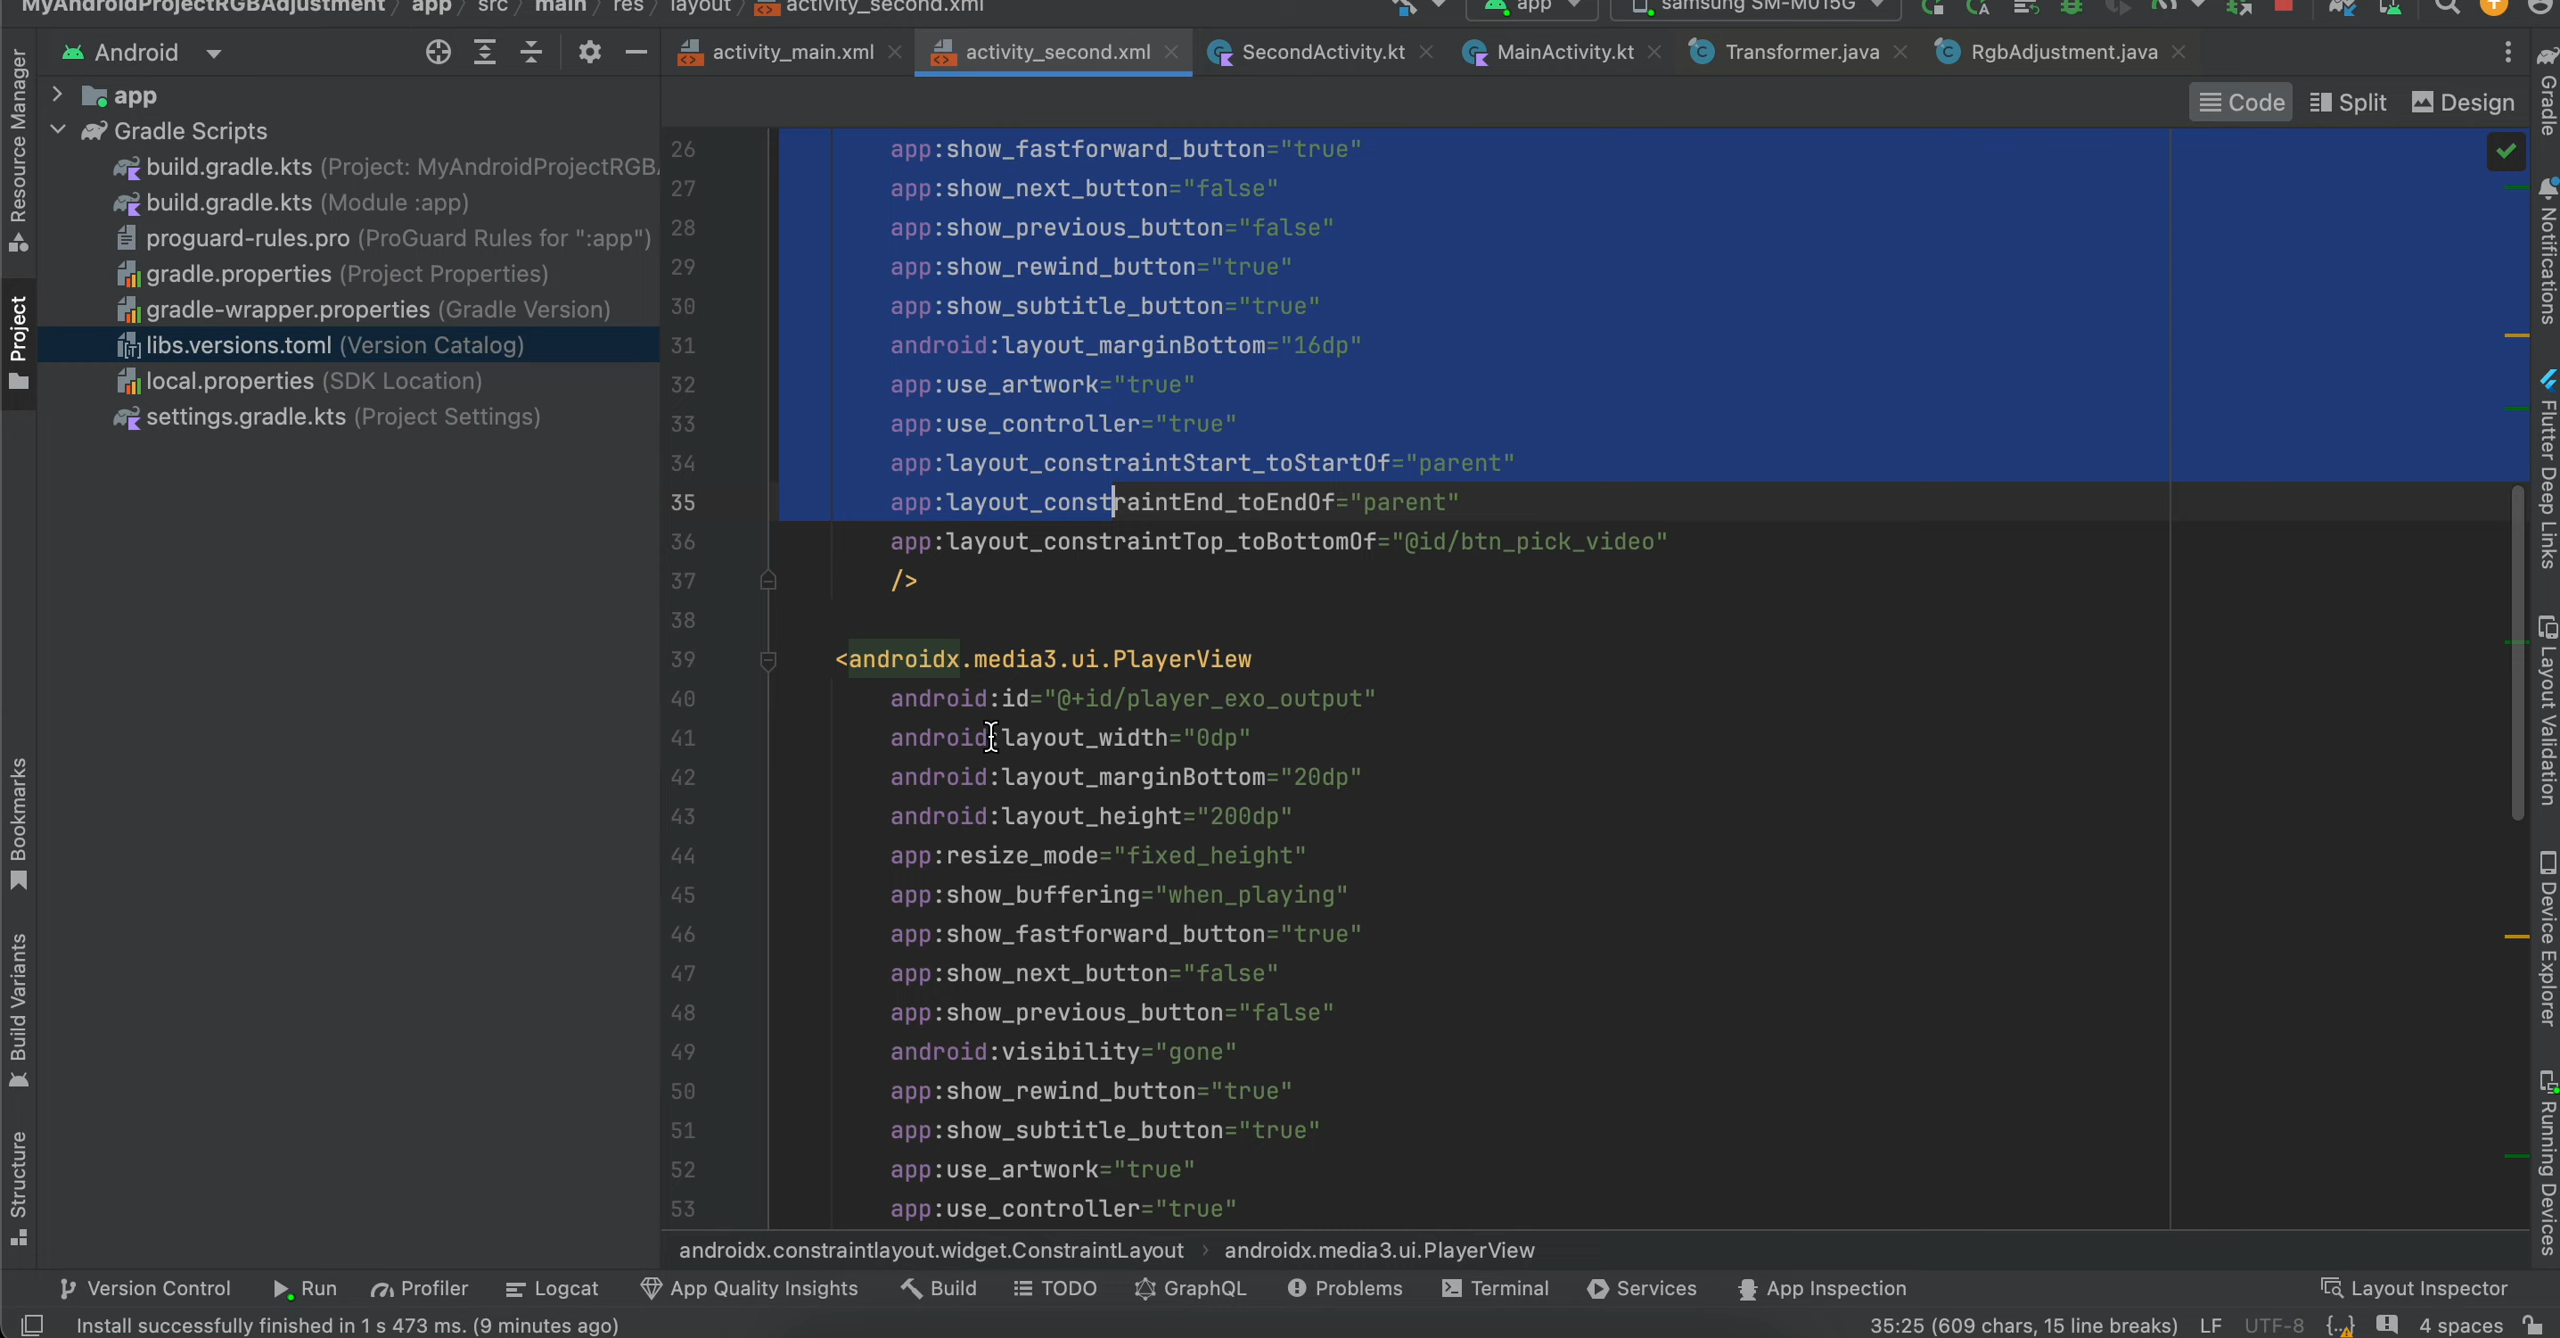 MyAndroidProjectRGBAdjustment app src main res layout activity_second.xml app samsung SM-M015G
Android activity_main.xml activity_second.xml SecondActivity.kt MainActivity.kt Transformer.java RgbAdjustment.java
Code Split Design
app
Gradle Scripts
build.gradle.kts (Project: MyAndroidProjectRGB
build.gradle.kts (Module :app)
proguard-rules.pro (ProGuard Rules for ":app")
gradle.properties (Project Properties)
gradle-wrapper.properties (Gradle Version)
libs.versions.toml (Version Catalog)
local.properties (SDK Location)
settings.gradle.kts (Project Settings)
Resource Manager
Project
Bookmarks
Build Variants
Structure
26 app:show_fastforward_button="true"
27 app:show_next_button="false"
28 app:show_previous_button="false"
29 app:show_rewind_button="true"
30 app:show_subtitle_button="true"
31 android:layout_marginBottom="16dp"
32 app:use_artwork="true"
33 app:use_controller="true"
34 app:layout_constraintStart_toStartOf="parent"
35 app:layout_constraintEnd_toEndOf="parent"
36 app:layout_constraintTop_toBottomOf="@id/btn_pick_video"
37 />
38
39 <androidx.media3.ui.PlayerView
40 android:id="@+id/player_exo_output"
41 android:layout_width="0dp"
42 android:layout_marginBottom="20dp"
43 android:layout_height="200dp"
44 app:resize_mode="fixed_height"
45 app:show_buffering="when_playing"
46 app:show_fastforward_button="true"
47 app:show_next_button="false"
48 app:show_previous_button="false"
49 android:visibility="gone"
50 app:show_rewind_button="true"
51 app:show_subtitle_button="true"
52 app:use_artwork="true"
53 app:use_controller="true"
Gradle
Notifications
Flutter Deep Links
Layout Validation
Device Explorer
Running Devices
androidx.constraintlayout.widget.ConstraintLayout androidx.media3.ui.PlayerView
Version Control Run Profiler Logcat App Quality Insights Build TODO GraphQL Problems Terminal Services App Inspection Layout Inspector
Install successfully finished in 1 s 473 ms. (9 minutes ago) 35:25 (609 chars, 15 line breaks) LF UTF-8 4 spaces